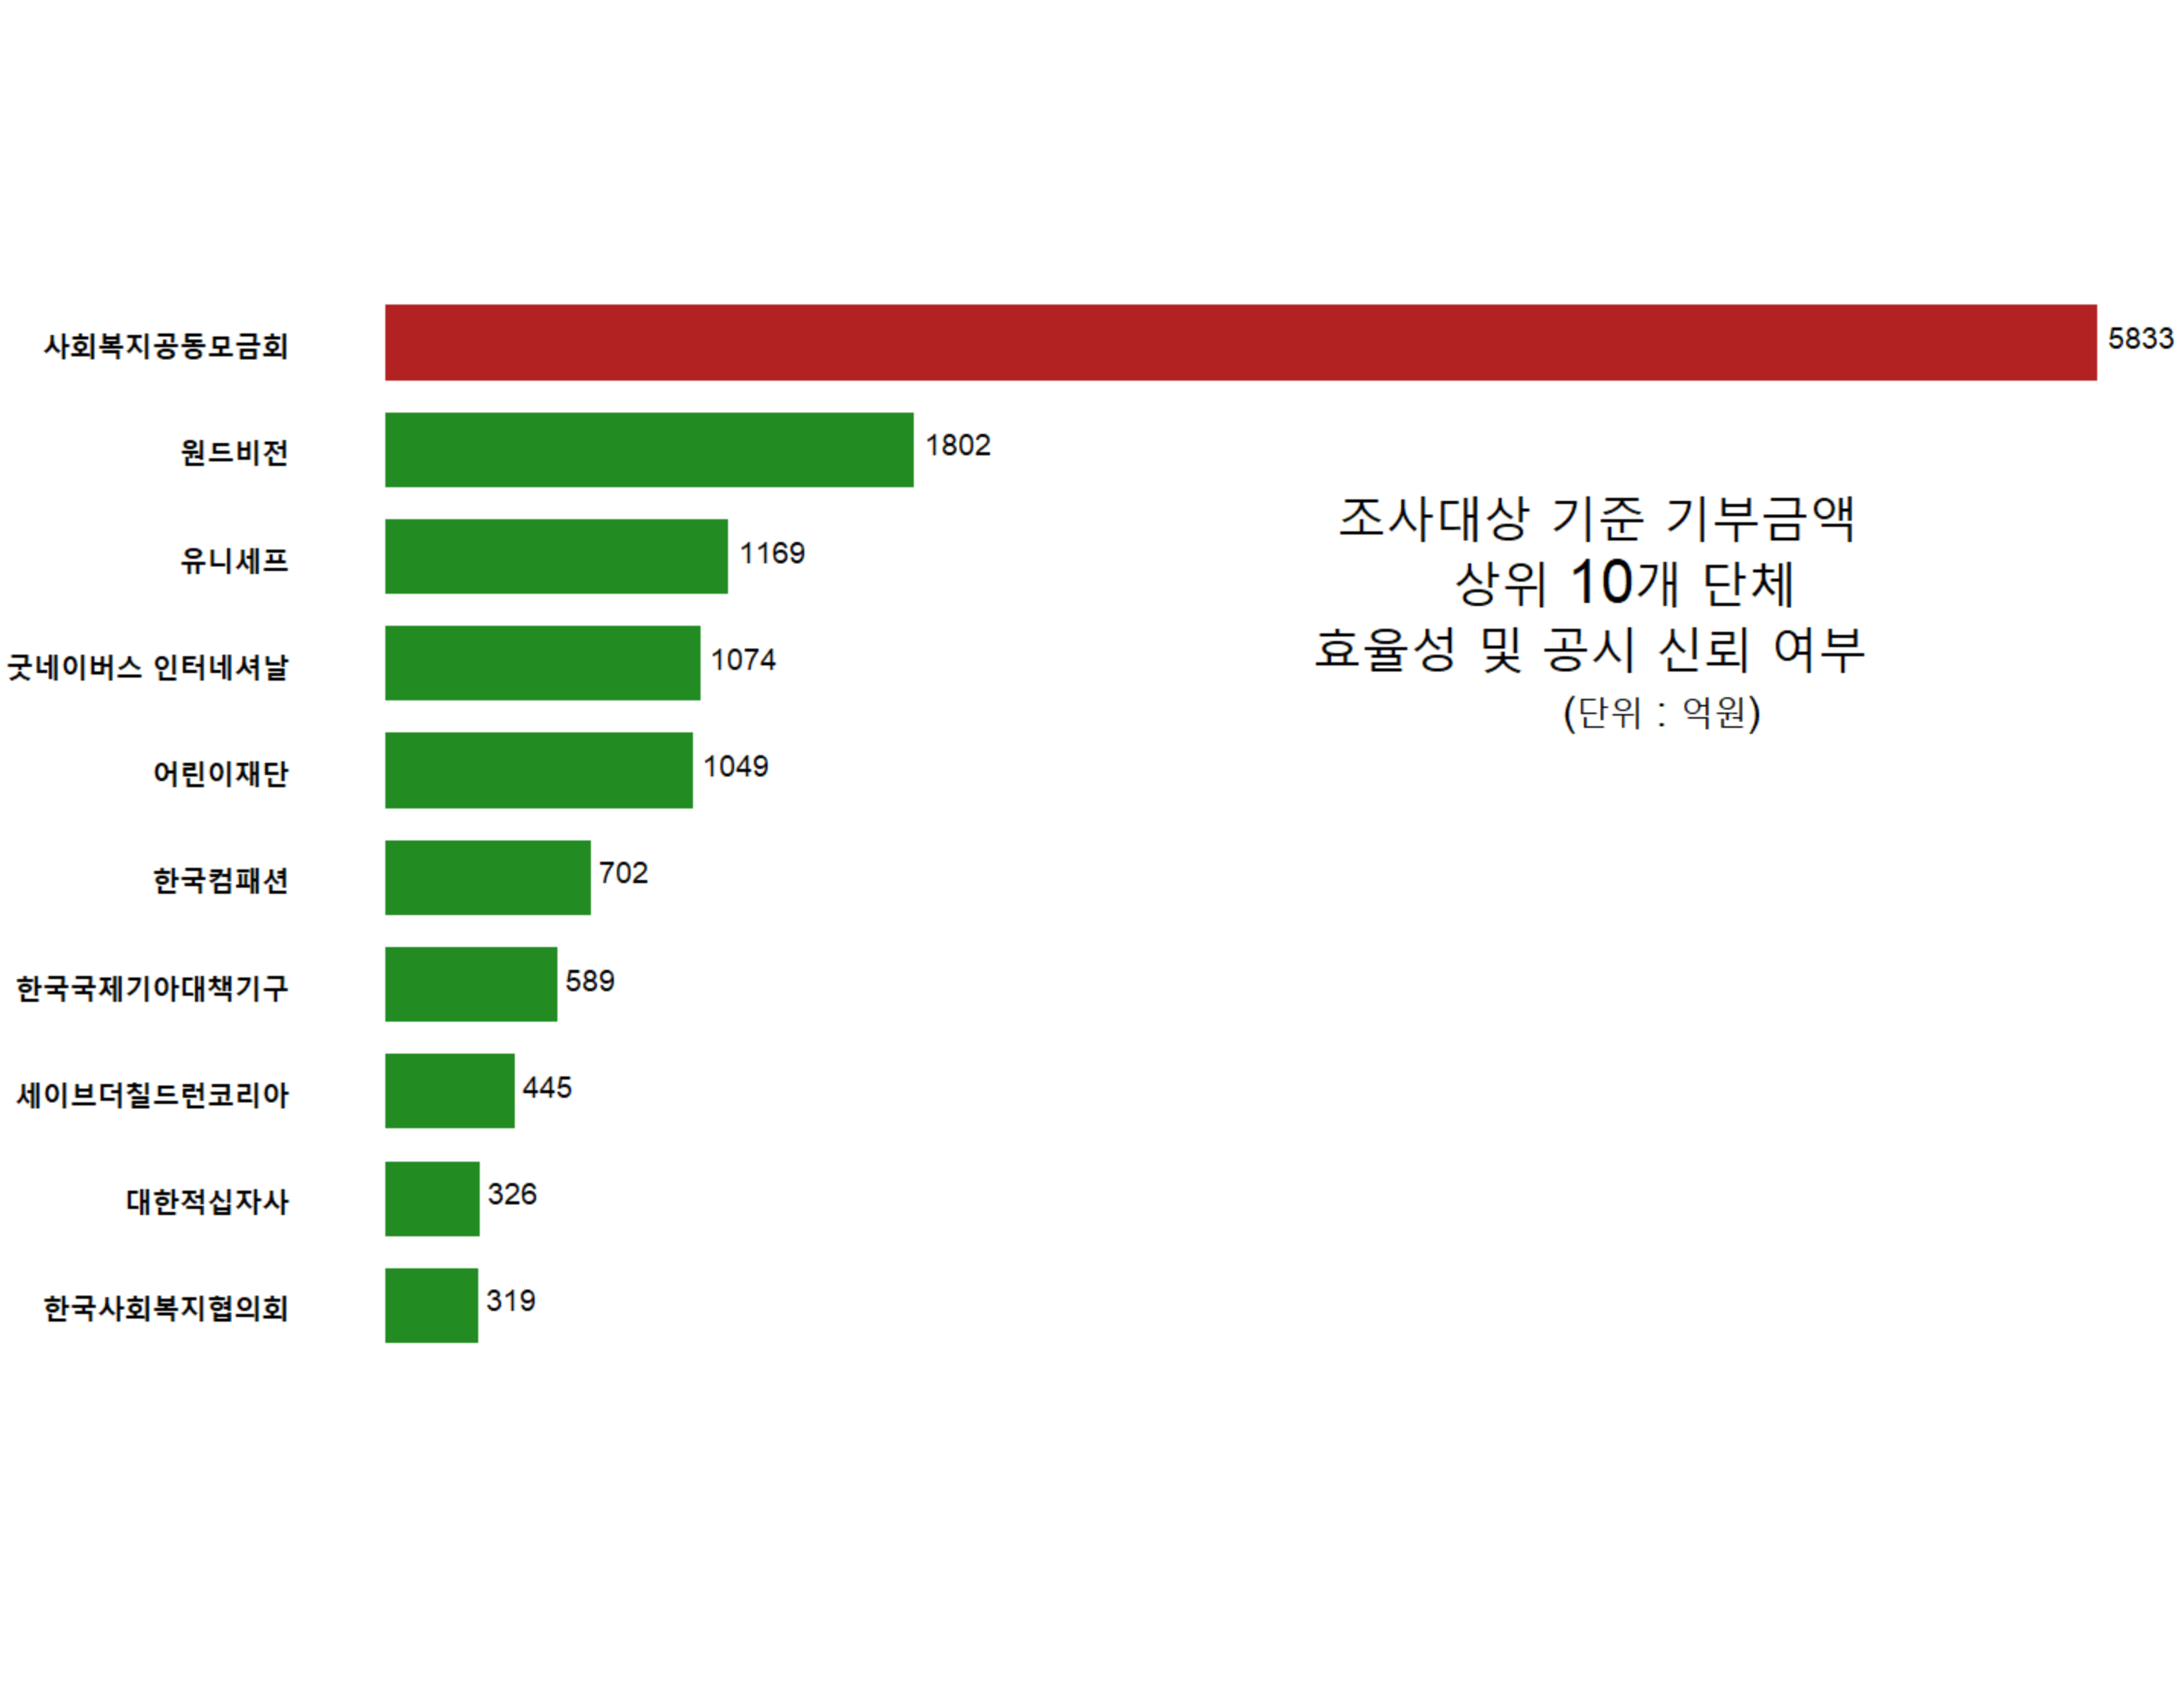 사회복지공동모금회 5833
원드비전 1802
유니세프 1169
굿네이버스 인터네셔날 1074
어린이재단 1049
한국컴패션 702
한국국제기아대책기구 589
세이브더칠드런코리아 445
대한적십자사 326
한국사회복지협의회 319
조사대상 기준 기부금액
상위 10개 단체
효율성 및 공시 신뢰 여부
(단위 : 억원)